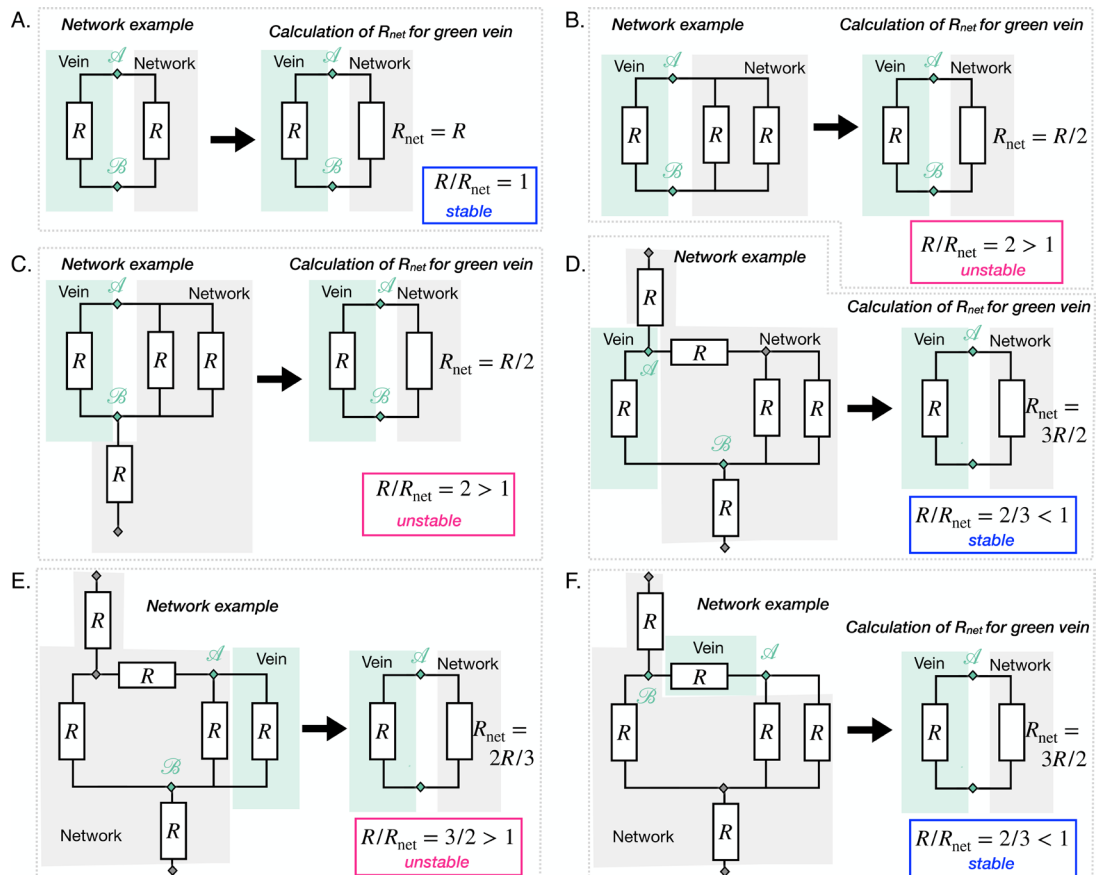 A.
Network example
Calculation of Rnet for green vein
Vein
𝒜
Network
R
R
ℬ
Vein
𝒜
Network
R
ℬ
Rnet = R
R/Rnet = 1
stable
B.
Network example
Calculation of Rnet for green vein
Vein
𝒜
Network
R
R
R
ℬ
Vein
𝒜
Network
R
ℬ
Rnet = R/2
R/Rnet = 2 > 1
unstable
C.
Network example
Calculation of Rnet for green vein
Vein
𝒜
Network
R
R
R
ℬ
R
Vein
𝒜
Network
R
ℬ
Rnet = R/2
R/Rnet = 2 > 1
unstable
D.
Network example
Calculation of Rnet for green vein
R
Vein
𝒜
R
Network
R
R
R
ℬ
R
Vein
𝒜
Network
R
Rnet =
3R/2
R/Rnet = 2/3 < 1
stable
E.
Network example
R
R
𝒜
Vein
R
R
R
ℬ
R
Network
Vein
𝒜
Network
R
Rnet =
2R/3
R/Rnet = 3/2 > 1
unstable
F.
Network example
Calculation of Rnet for green vein
R
Vein
R
𝒜
ℬ
R
R
R
R
Network
Vein
𝒜
Network
R
Rnet =
3R/2
R/Rnet = 2/3 < 1
stable